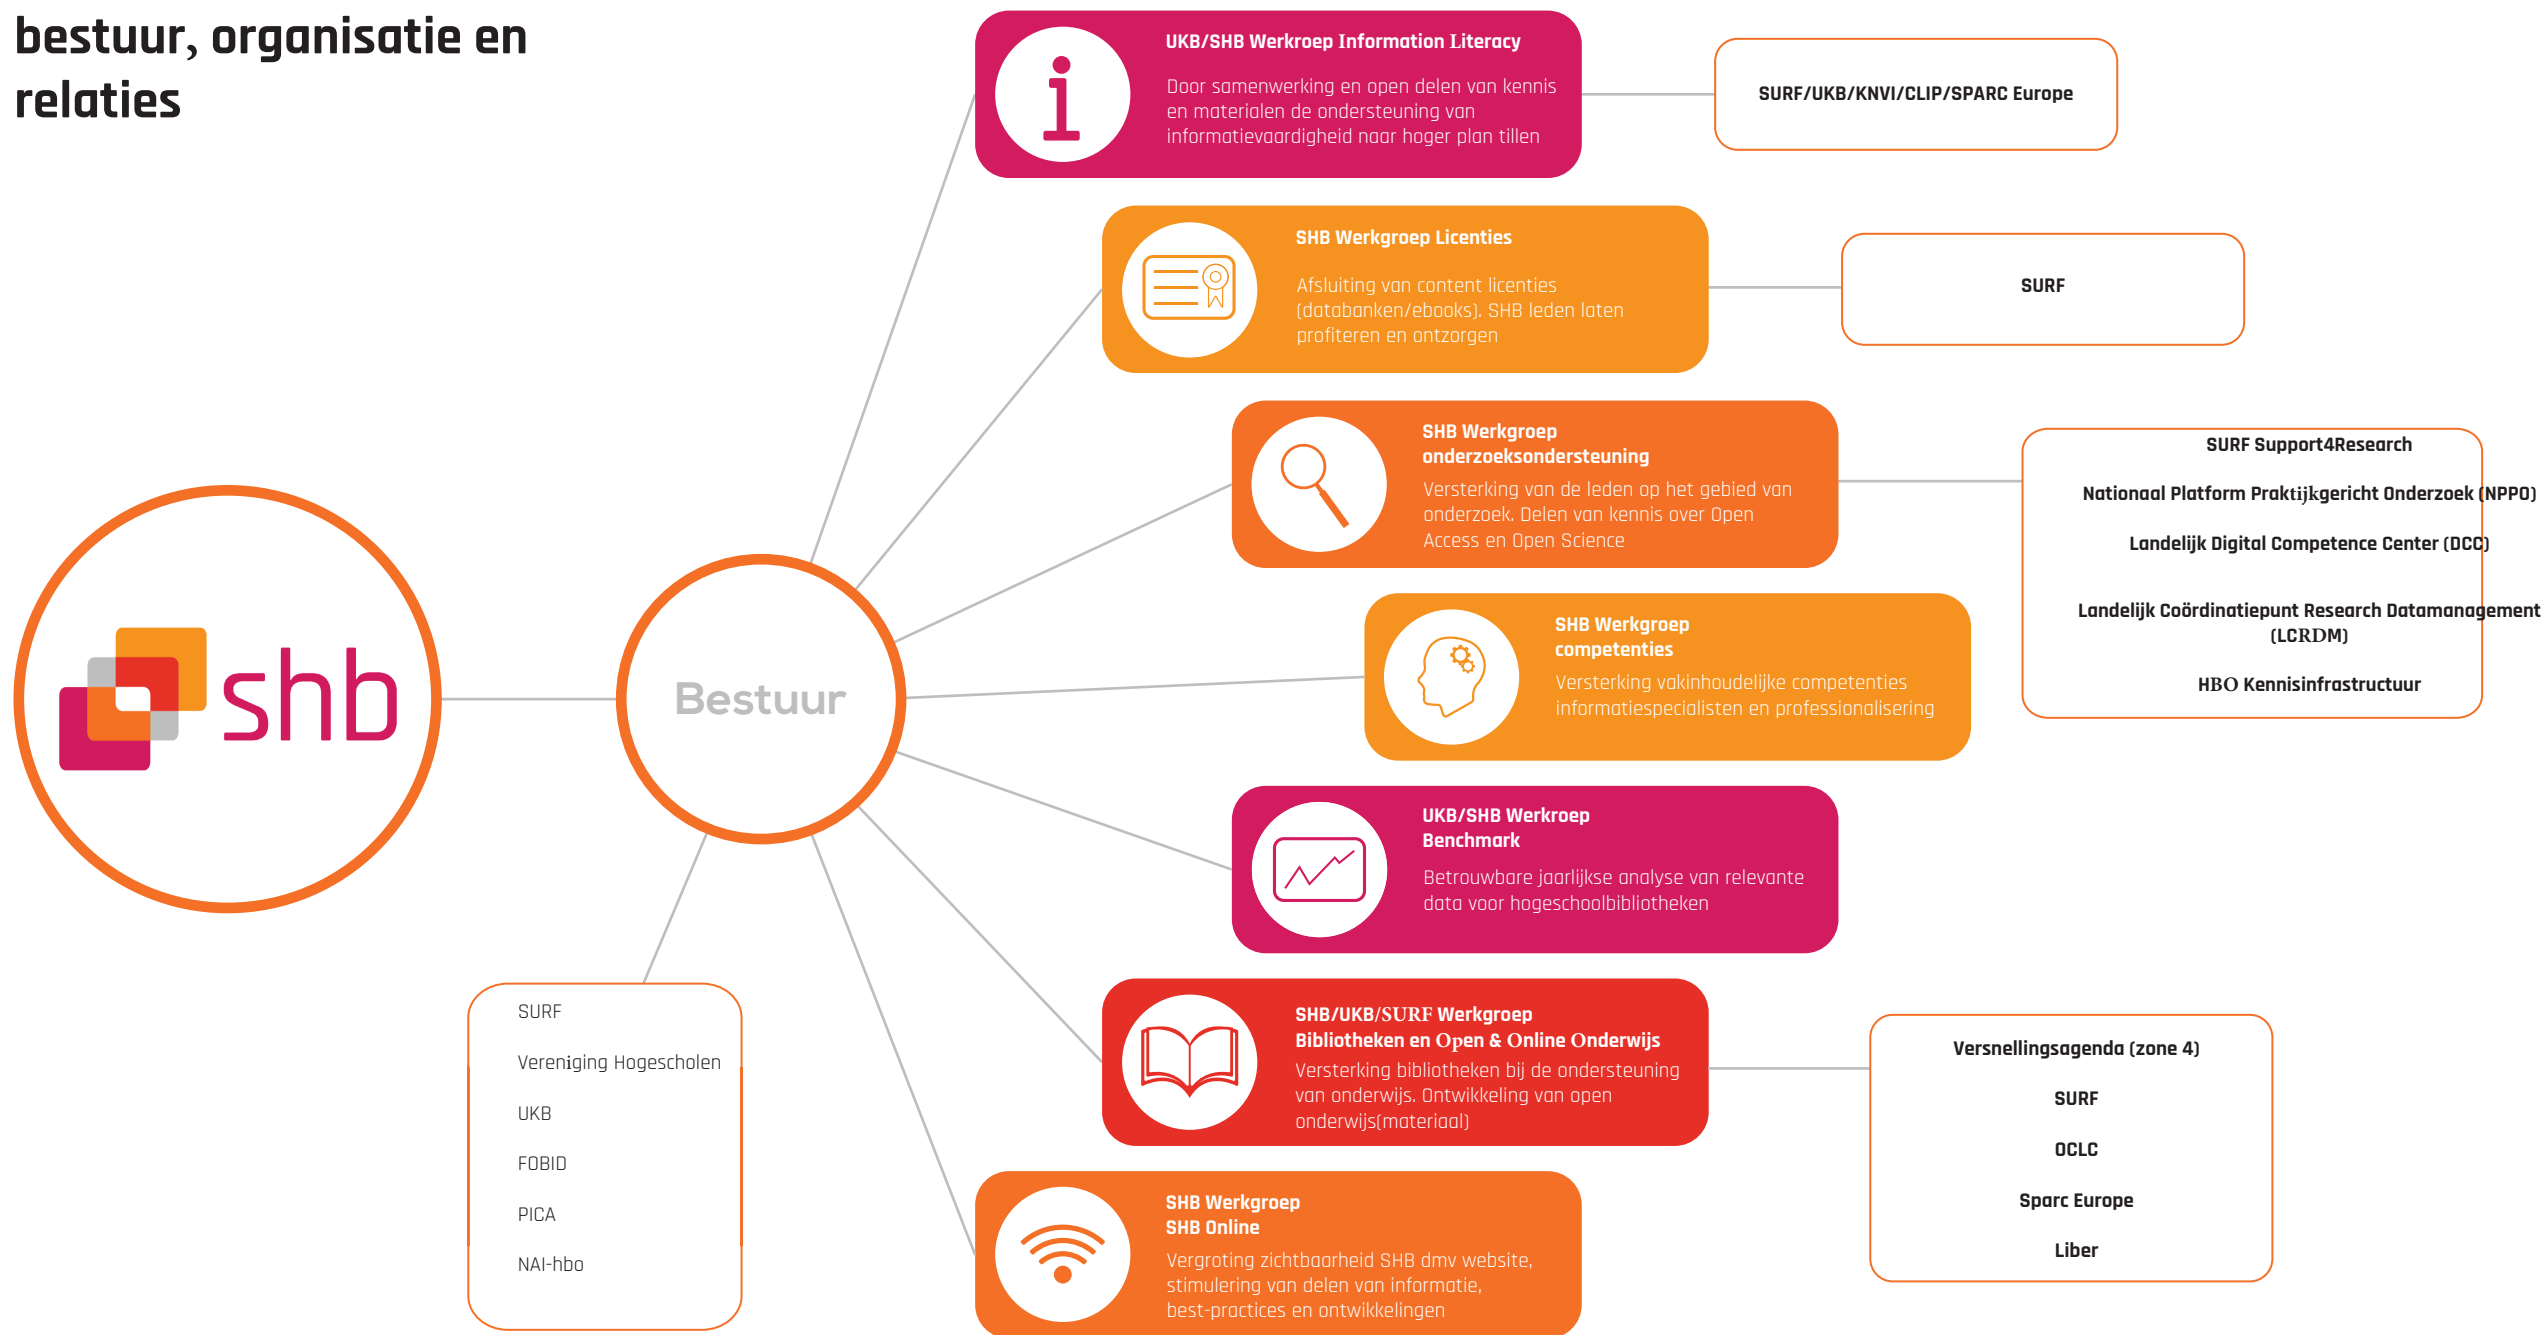 bestuur, organisatie en
relaties
shb
Bestuur
SURF
Vereniging Hogescholen
UKB
FOBID
PICA
NAI-hbo
UKB/SHB Werkroep Information Literacy
Door samenwerking en open delen van kennis
en materialen de ondersteuning van
informatievaardigheid naar hoger plan tillen
SURF/UKB/KNVI/CLIP/SPARC Europe
SHB Werkgroep Licenties
Afsluiting van content licenties
(databanken/ebooks). SHB leden laten
profiteren en ontzorgen
SURF
SHB Werkgroep
onderzoeksondersteuning
Versterking van de leden op het gebied van
onderzoek. Delen van kennis over Open
Access en Open Science
SURF Support4Research
Nationaal Platform Praktijkgericht Onderzoek (NPPO)
Landelijk Digital Competence Center (DCC)
Landelijk Coördinatiepunt Research Datamanagement
(LCRDM)
HBO Kennisinfrastructuur
SHB Werkgroep
competenties
Versterking vakinhoudelijke competenties
informatiespecialisten en professionalisering
UKB/SHB Werkroep
Benchmark
Betrouwbare jaarlijkse analyse van relevante
data voor hogeschoolbibliotheken
SHB/UKB/SURF Werkgroep
Bibliotheken en Open & Online Onderwijs
Versterking bibliotheken bij de ondersteuning
van onderwijs. Ontwikkeling van open
onderwijs(materiaal)
Versnellingsagenda (zone 4)
SURF
OCLC
Sparc Europe
Liber
SHB Werkgroep
SHB Online
Vergroting zichtbaarheid SHB dmv website,
stimulering van delen van informatie,
best-practices en ontwikkelingen